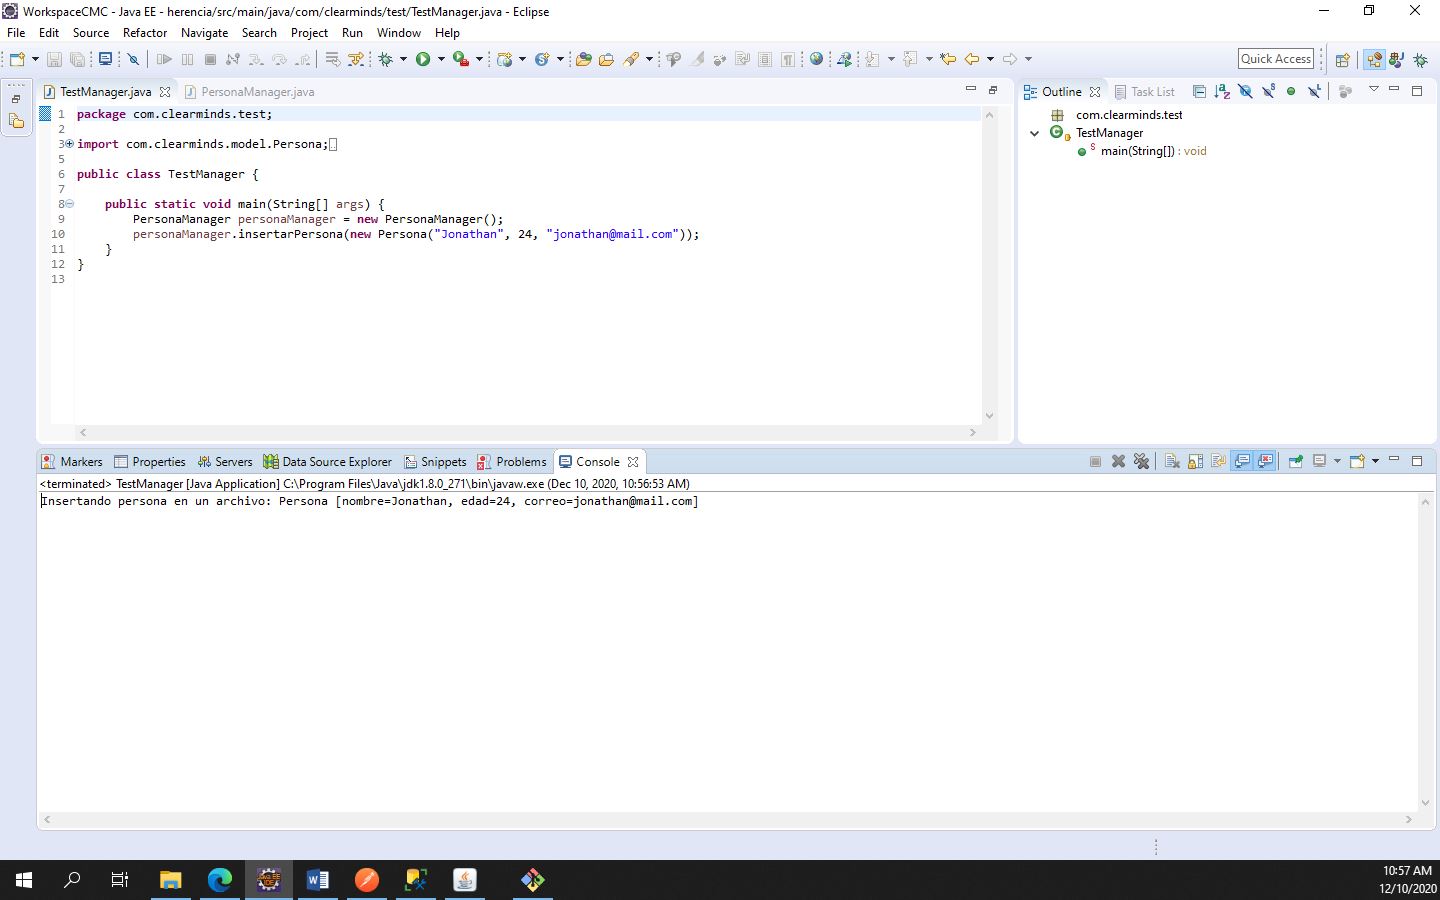 WorkspaceCMC - Java EE - herencia/src/main/java/com/clearminds/test/TestManager.java - Eclipse
File Edit Source Refactor Navigate Search Project Run Window Help
Quick Access
TestManager.java PersonaManager.java
1 package com.clearminds.test;
2
3 import com.clearminds.model.Persona;
5
6 public class TestManager {
7
8 public static void main(String[] args) {
9 PersonaManager personaManager = new PersonaManager();
10 personaManager.insertarPersona(new Persona("Jonathan", 24, "jonathan@mail.com"));
11 }
12 }
13
Outline Task List
com.clearminds.test
TestManager
main(String[]) : void
Markers Properties Servers Data Source Explorer Snippets Problems Console
<terminated> TestManager [Java Application] C:\Program Files\Java\jdk1.8.0_271\bin\javaw.exe (Dec 10, 2020, 10:56:53 AM)
Insertando persona en un archivo: Persona [nombre=Jonathan, edad=24, correo=jonathan@mail.com]
10:57 AM
12/10/2020